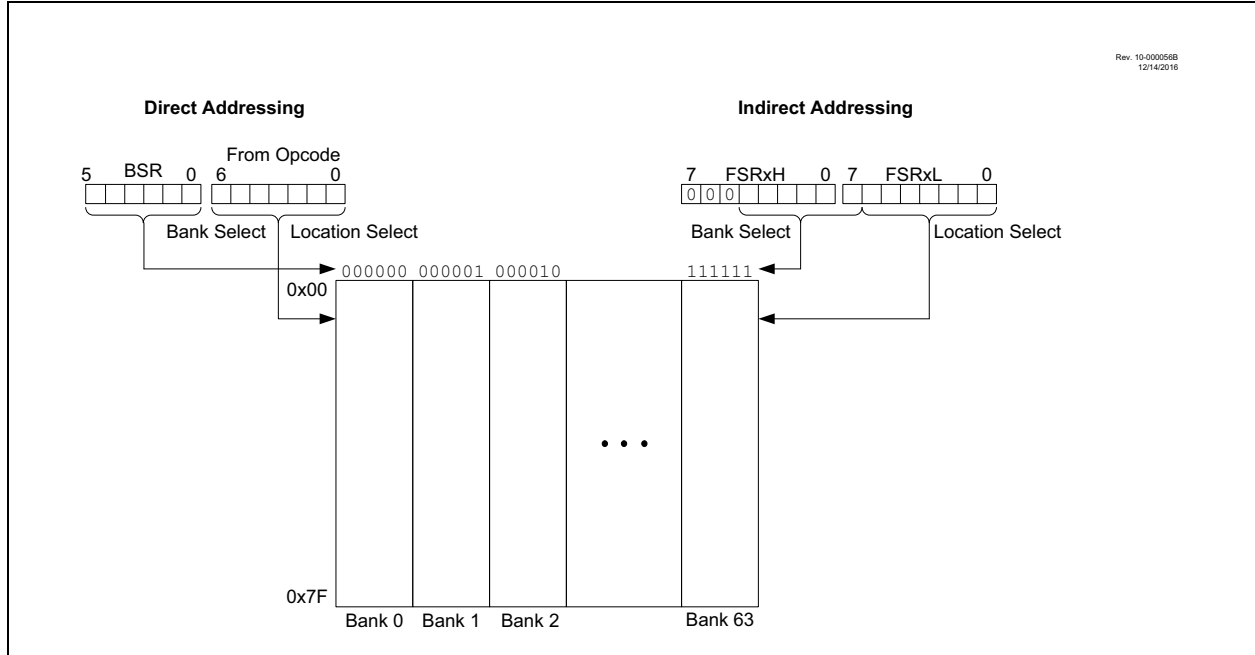 Rev. 10-000056B
12/14/2016
Direct Addressing
Indirect Addressing
From Opcode
5 BSR 0 6 0
7 FSRxH 0 7 FSRxL 0
0 0 0
Bank Select Location Select
Bank Select Location Select
000000 000001 000010 111111
0x00
0x7F
Bank 0 Bank 1 Bank 2 Bank 63